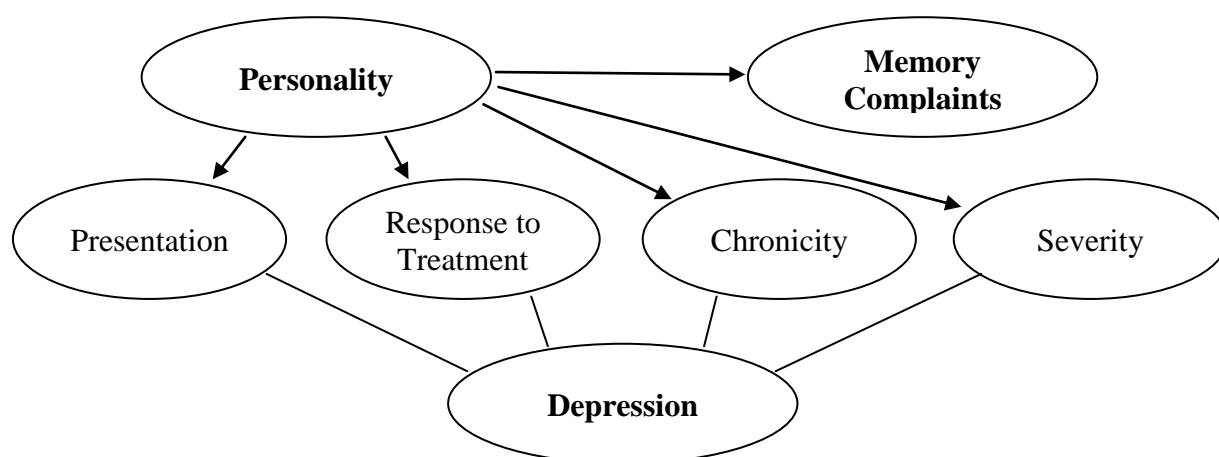 Personality
Memory
Complaints
Presentation
Response to
Treatment
Chronicity
Severity
Depression